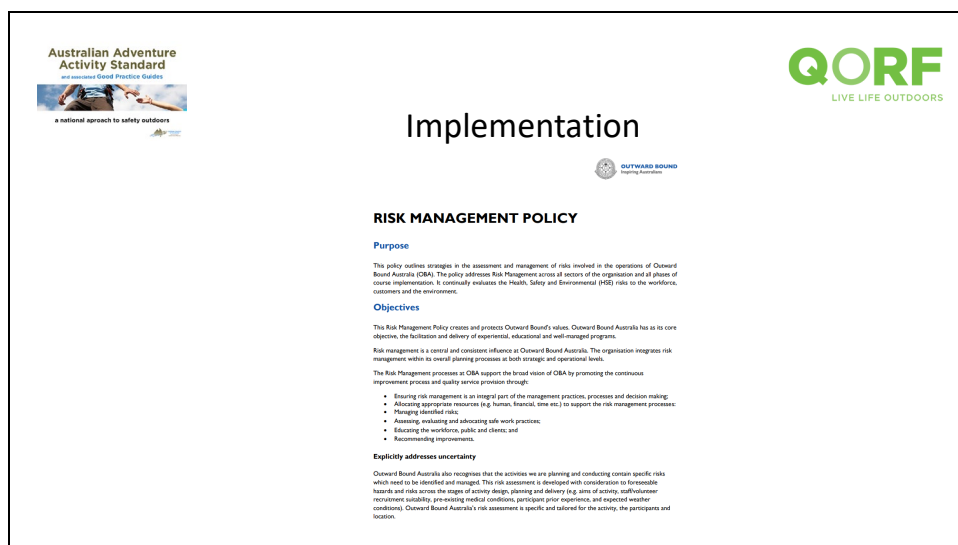 Australian Adventure
Activity Standard
and associated Good Practice Guides
a national aproach to safety outdoors
QORF
LIVE LIFE OUTDOORS
Implementation
OUTWARD BOUND
Inspiring Australians
RISK MANAGEMENT POLICY
Purpose
This policy outlines strategies in the assessment and management of risks involved in the operations of Outward
Bound Australia (OBA). The policy addresses Risk Management across all sectors of the organisation and all phases of
course implementation. It continually evaluates the Health, Safety and Environmental (HSE) risks to the workforce,
customers and the environment.
Objectives
This Risk Management Policy creates and protects Outward Bound's values. Outward Bound Australia has as its core
objective, the facilitation and delivery of experiential, educational and well-managed programs.
Risk management is a central and consistent influence at Outward Bound Australia. The organisation integrates risk
management within its overall planning processes at both strategic and operational levels.
The Risk Management processes at OBA support the broad vision of OBA by promoting the continuous
improvement process and quality service provision through:
• Ensuring risk management is an integral part of the management practices, processes and decision making;
• Allocating appropriate resources (e.g. human, financial, time etc.) to support the risk management processes:
• Managing identified risks;
• Assessing, evaluating and advocating safe work practices;
• Educating the workforce, public and clients; and
• Recommending improvements.
Explicitly addresses uncertainty
Outward Bound Australia also recognises that the activities we are planning and conducting contain specific risks
which need to be identified and managed. This risk assessment is developed with consideration to foreseeable
hazards and risks across the stages of activity design, planning and delivery (e.g. aims of activity, staff/volunteer
recruitment suitability, pre-existing medical conditions, participant prior experience, and expected weather
conditions). Outward Bound Australia's risk assessment is specific and tailored for the activity, the participants and
location.